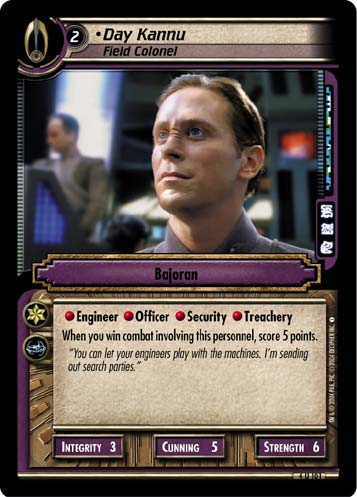 2
•Day Kannu
Field Colonel
Bajoran
• Engineer • Officer • Security • Treachery
When you win combat involving this personnel, score 5 points.
"You can let your engineers play with the machines. I'm sending
out search parties."
INTEGRITY 3 CUNNING 5 STRENGTH 6